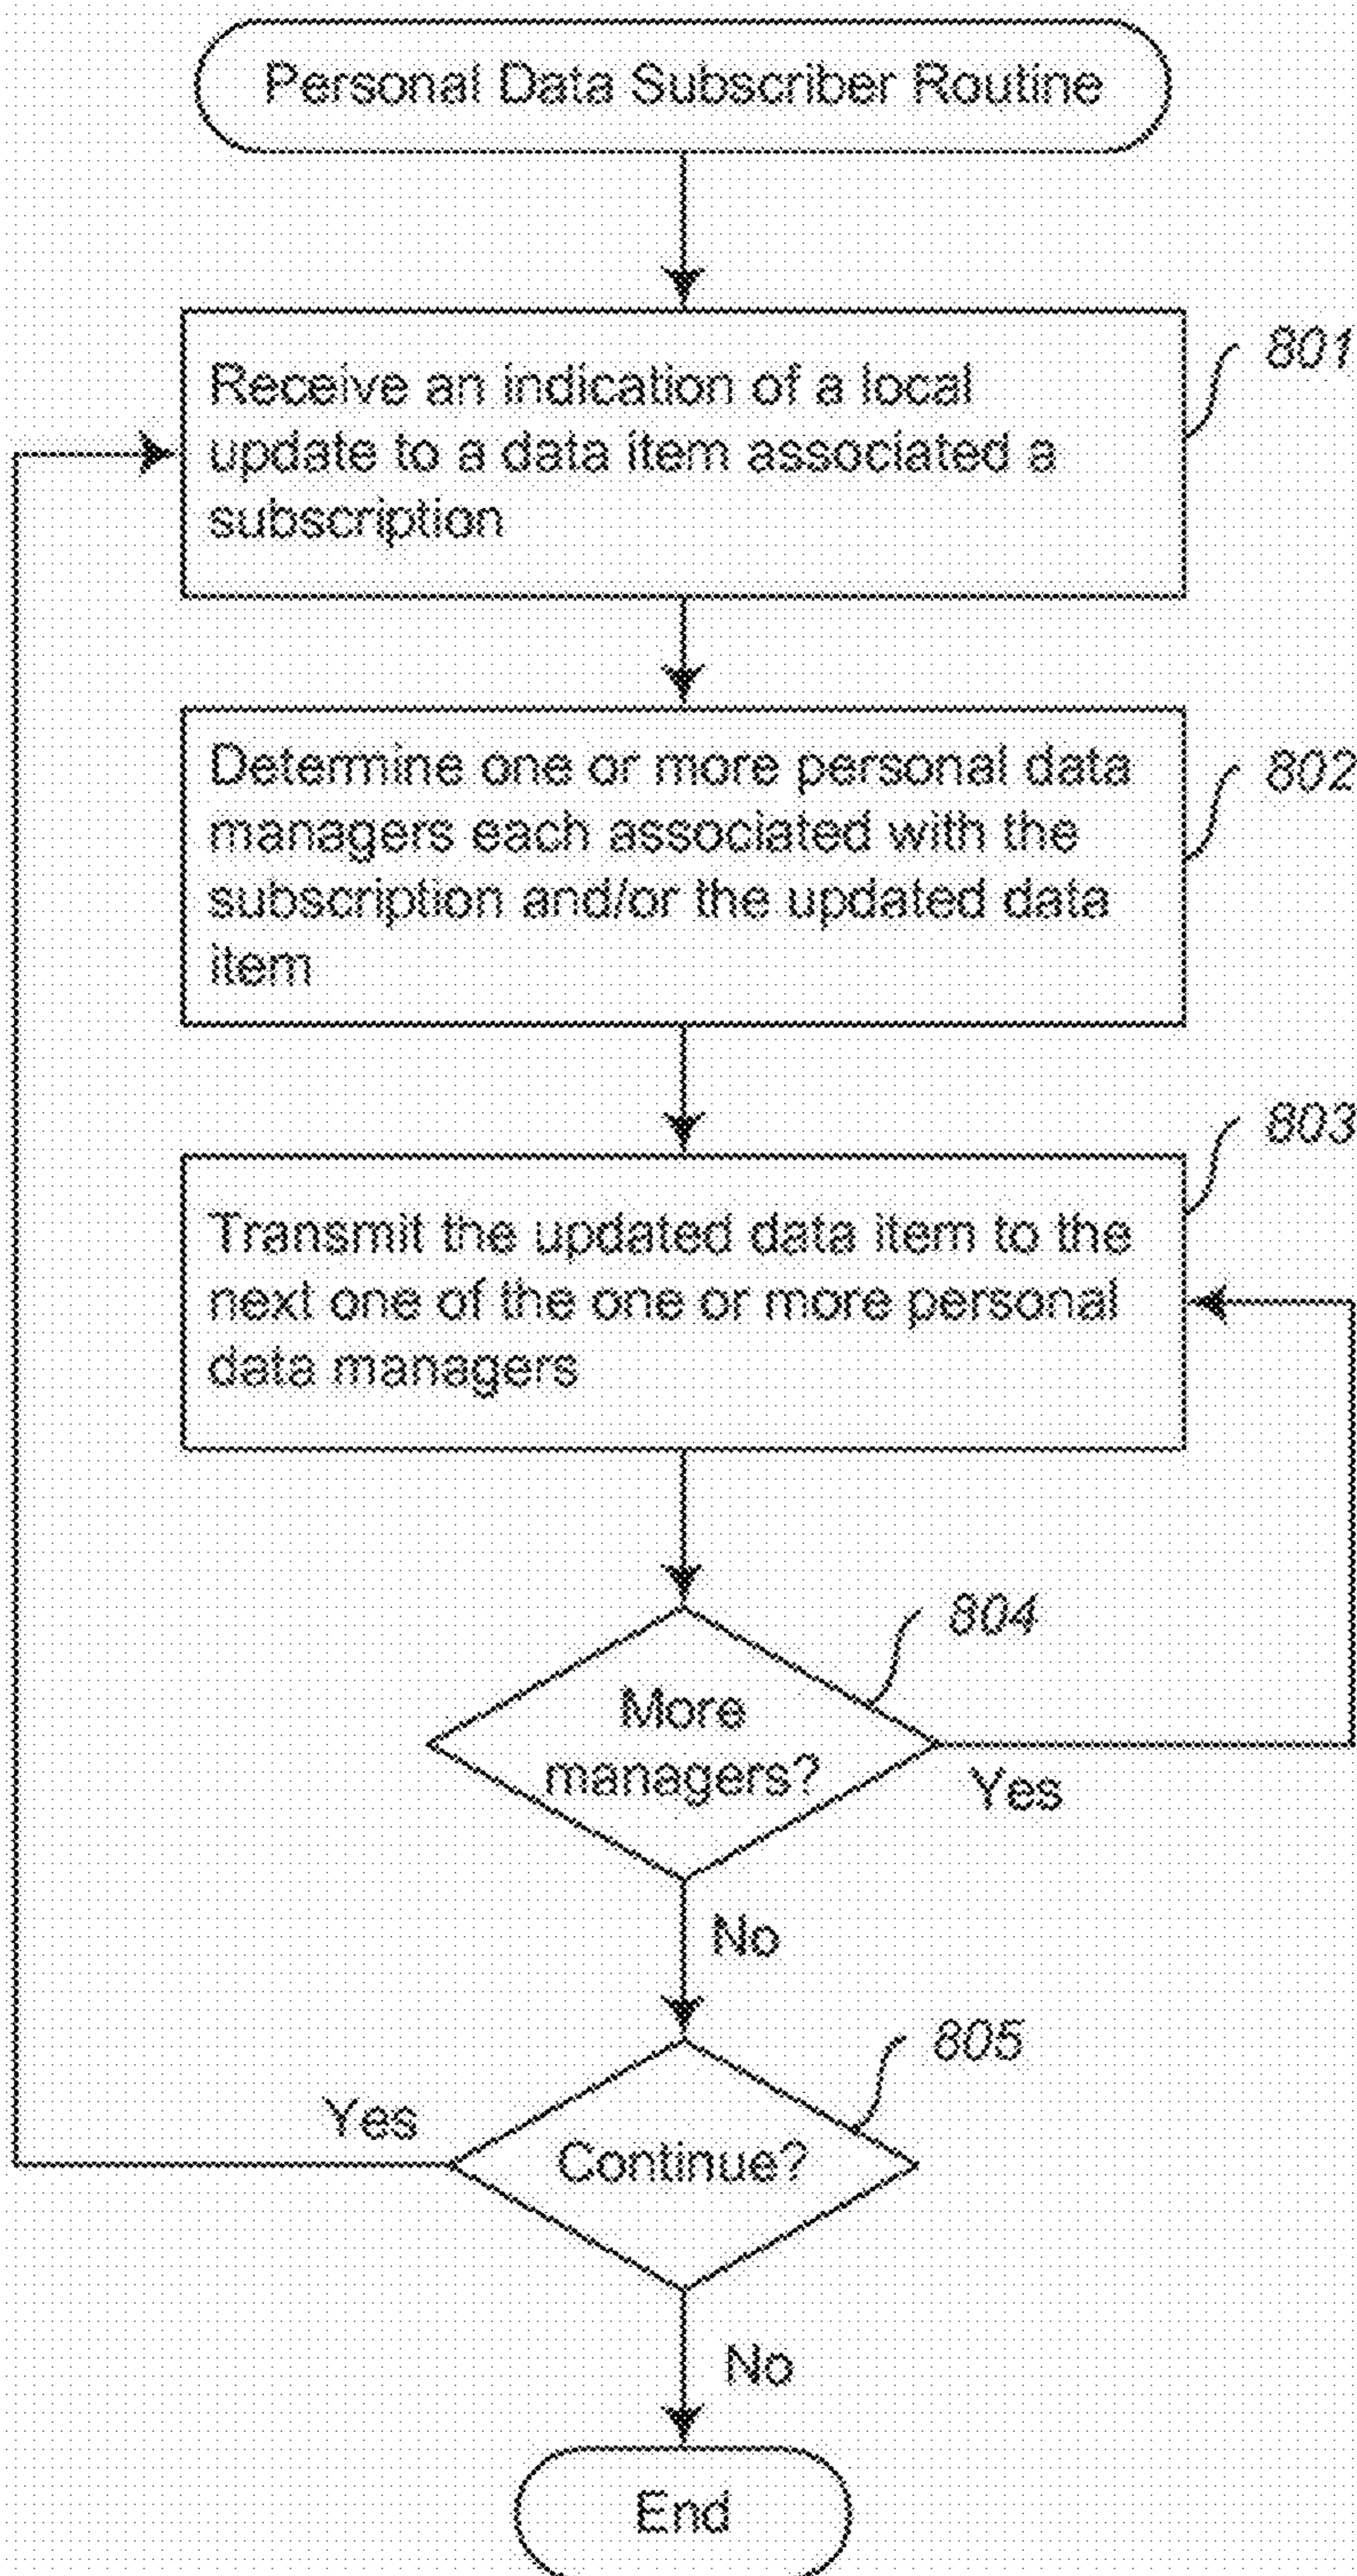 Personal Data Subscriber Routine
Receive an indication of a local
update to a data item associated a
subscription
801
Determine one or more personal data
managers each associated with the
subscription and/or the updated data
item
802
803
Transmit the updated data item to the
next one of the one or more personal
data managers
804
More
managers?
Yes
No
805
Yes
Continue?
No
End